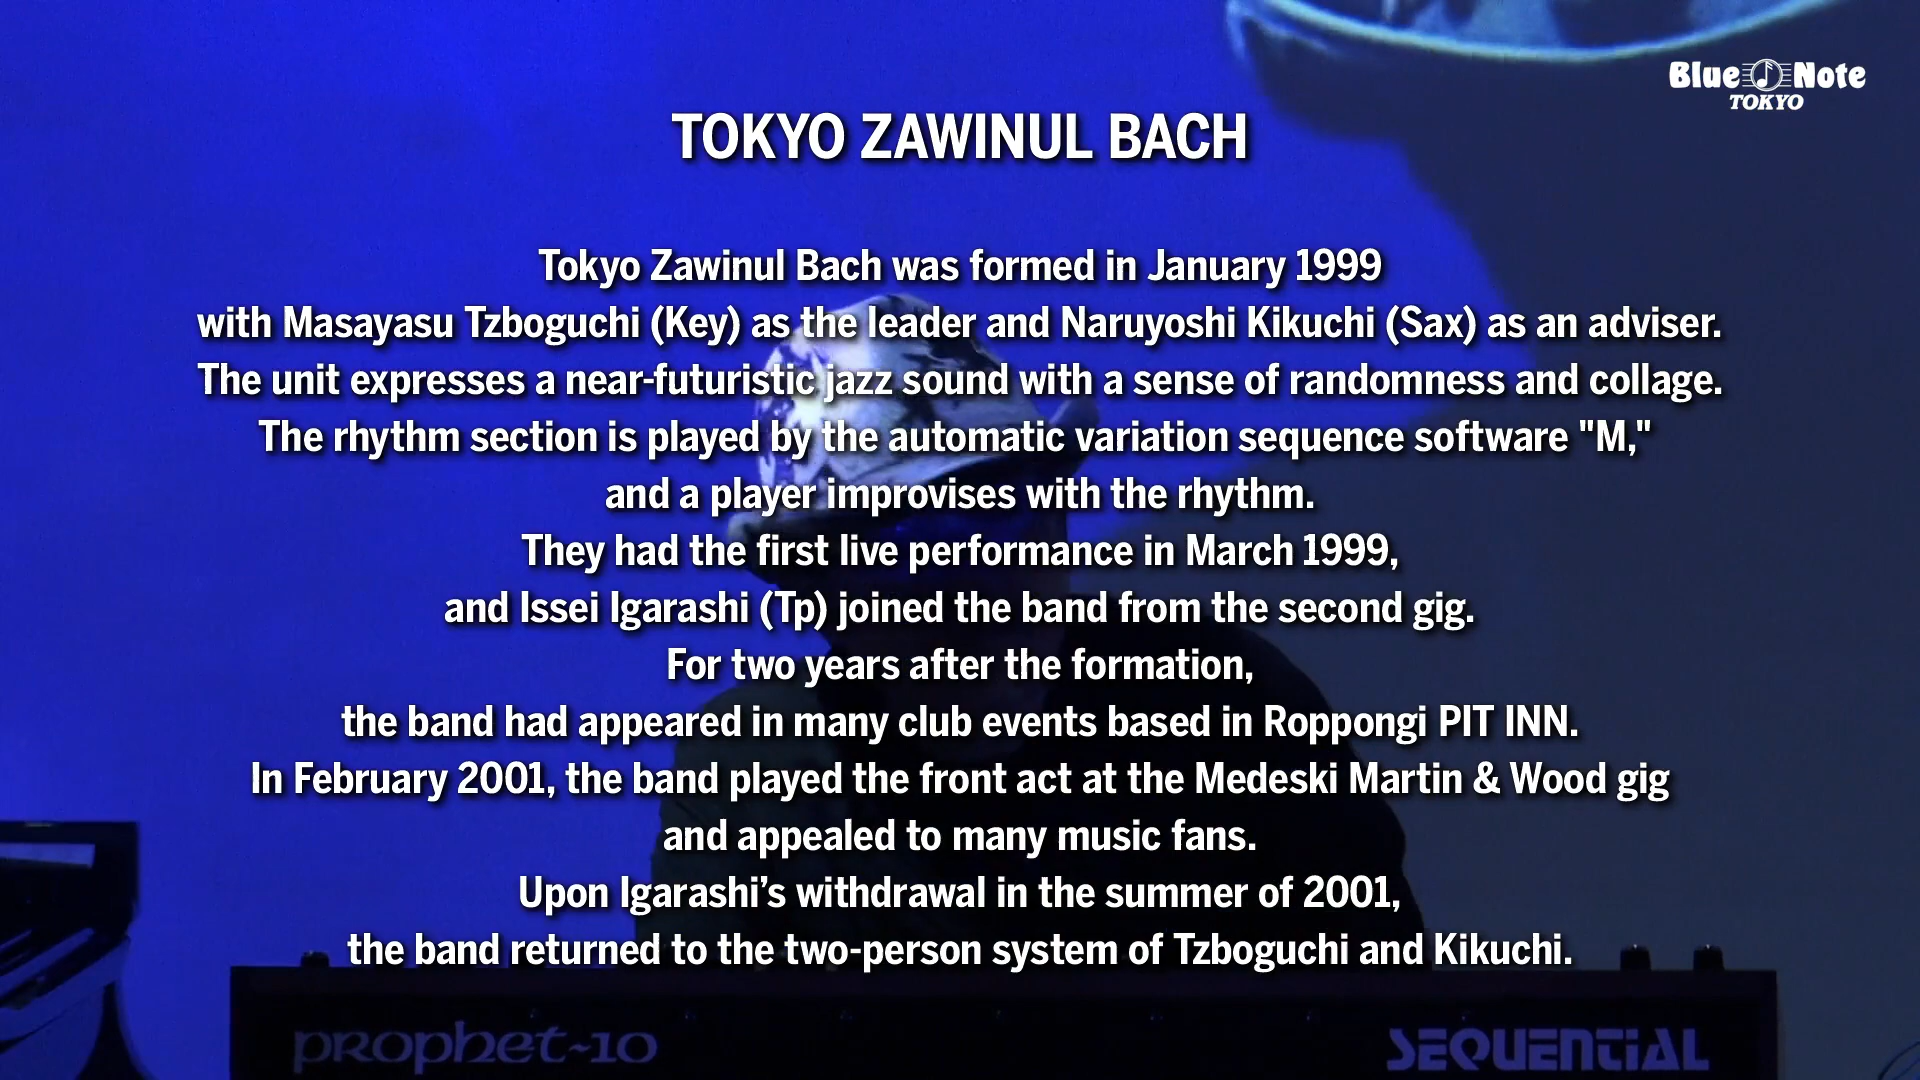 Blue Note
TOKYO
TOKYO ZAWINUL BACH
Tokyo Zawinul Bach was formed in January 1999
with Masayasu Tzboguchi (Key) as the leader and Naruyoshi Kikuchi (Sax) as an adviser.
The unit expresses a near-futuristic jazz sound with a sense of randomness and collage.
The rhythm section is played by the automatic variation sequence software "M,"
and a player improvises with the rhythm.
They had the first live performance in March 1999,
and Issei Igarashi (Tp) joined the band from the second gig.
For two years after the formation,
the band had appeared in many club events based in Roppongi PIT INN.
In February 2001, the band played the front act at the Medeski Martin & Wood gig
and appealed to many music fans.
Upon Igarashi’s withdrawal in the summer of 2001,
the band returned to the two-person system of Tzboguchi and Kikuchi.
prophet-10
SEQUENTIAL